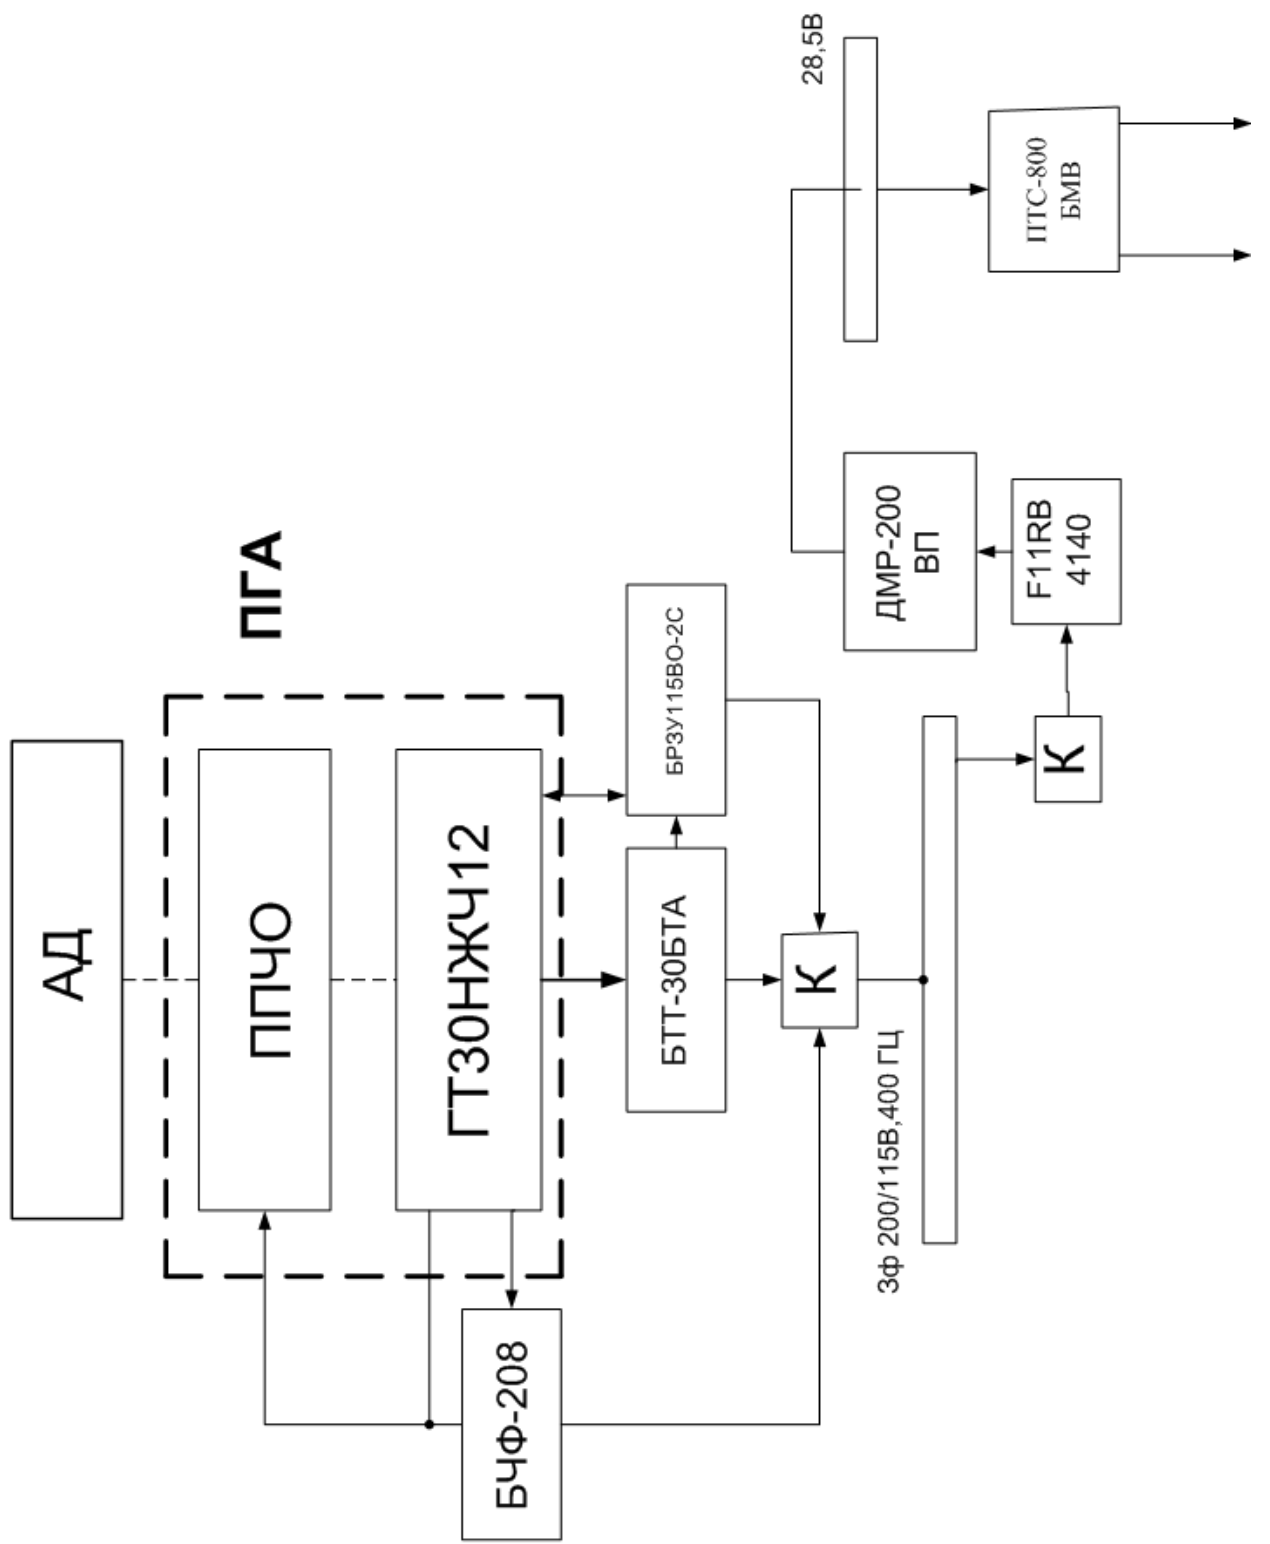 АД
ПГА
ППЧО
ГТ30НЖЧ12
БЧФ-208
БТТ-30БТА
БРЗУ115ВО-2С
К
3ф 200/115В,400 ГЦ
К
F11RB
4140
ДМР-200
ВП
28,5В
ПТС-800
БМВ